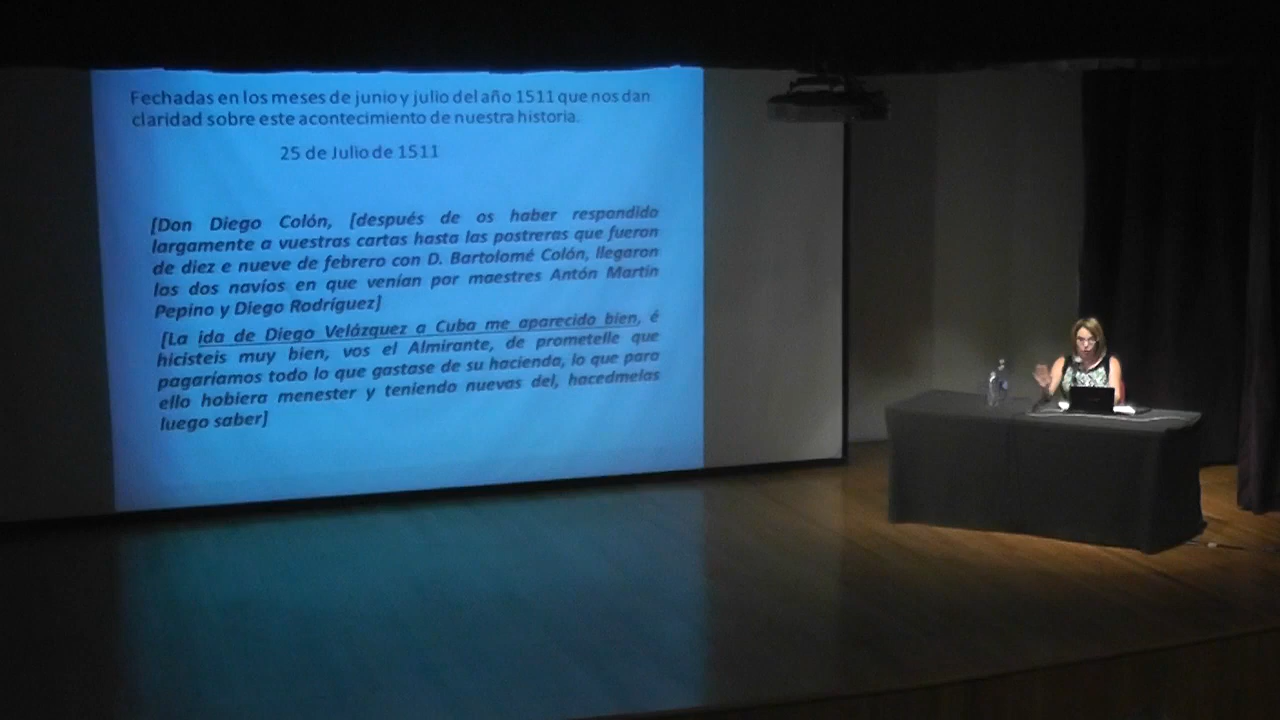 Fechadas en los meses de junio y julio del año 1511 que nos dan
claridad sobre este acontecimiento de nuestra historia.
25 de Julio de 1511
[Don Diego Colón, [después de os haber respondido
largamente a vuestras cartas hasta las postreras que fueron
de diez e nueve de febrero con D. Bartolomé Colón, llegaron
los dos navíos en que venían por maestres Antón Martín
Pepino y Diego Rodríguez]
[La ida de Diego Velázquez a Cuba me aparecido bien, é
hicisteis muy bien, vos el Almirante, de prometelle que
pagaríamos todo lo que gastase de su hacienda, lo que para
ello hobiera menester y teniendo nuevas del, hacedmelas
luego saber]